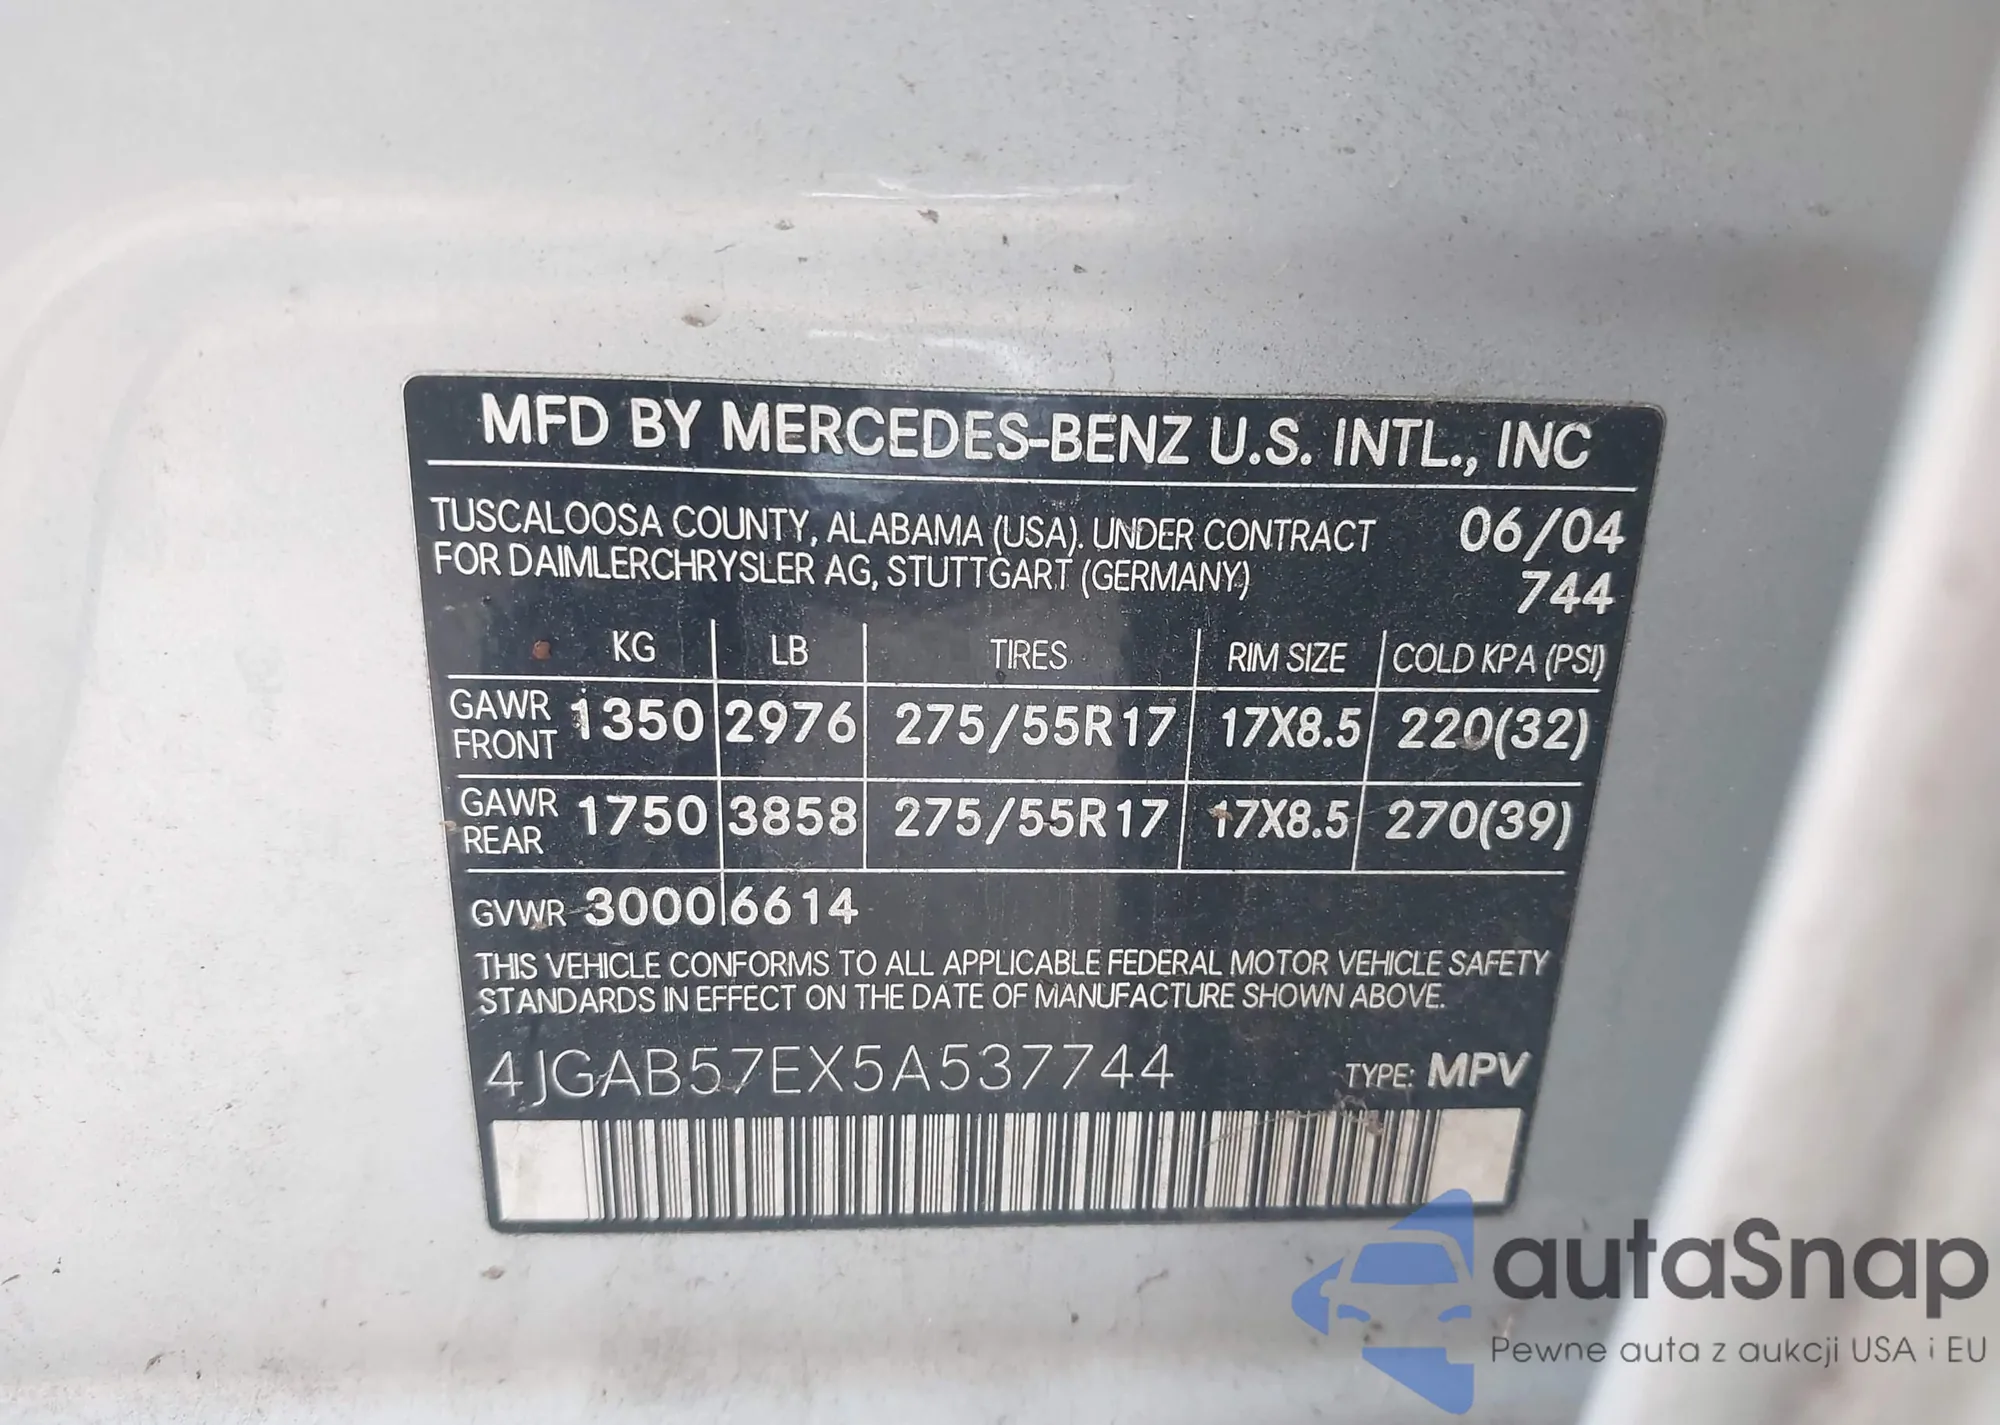 MFD BY MERCEDES-BENZ U.S. INTL., INC
TUSCALOOSA COUNTY, ALABAMA (USA). UNDER CONTRACT 06/04
FOR DAIMLERCHRYSLER AG, STUTTGART (GERMANY) 744
KG LB TIRES RIM SIZE COLD KPA (PSI)
GAWR FRONT 1350 2976 275/55R17 17X8.5 220(32)
GAWR REAR 1750 3858 275/55R17 17X8.5 270(39)
GVWR 3000 6614
THIS VEHICLE CONFORMS TO ALL APPLICABLE FEDERAL MOTOR VEHICLE SAFETY
STANDARDS IN EFFECT ON THE DATE OF MANUFACTURE SHOWN ABOVE.
4JGAB57EX5A537744 TYPE: MPV
autaSnap
Pewne auta z aukcji USA i EU